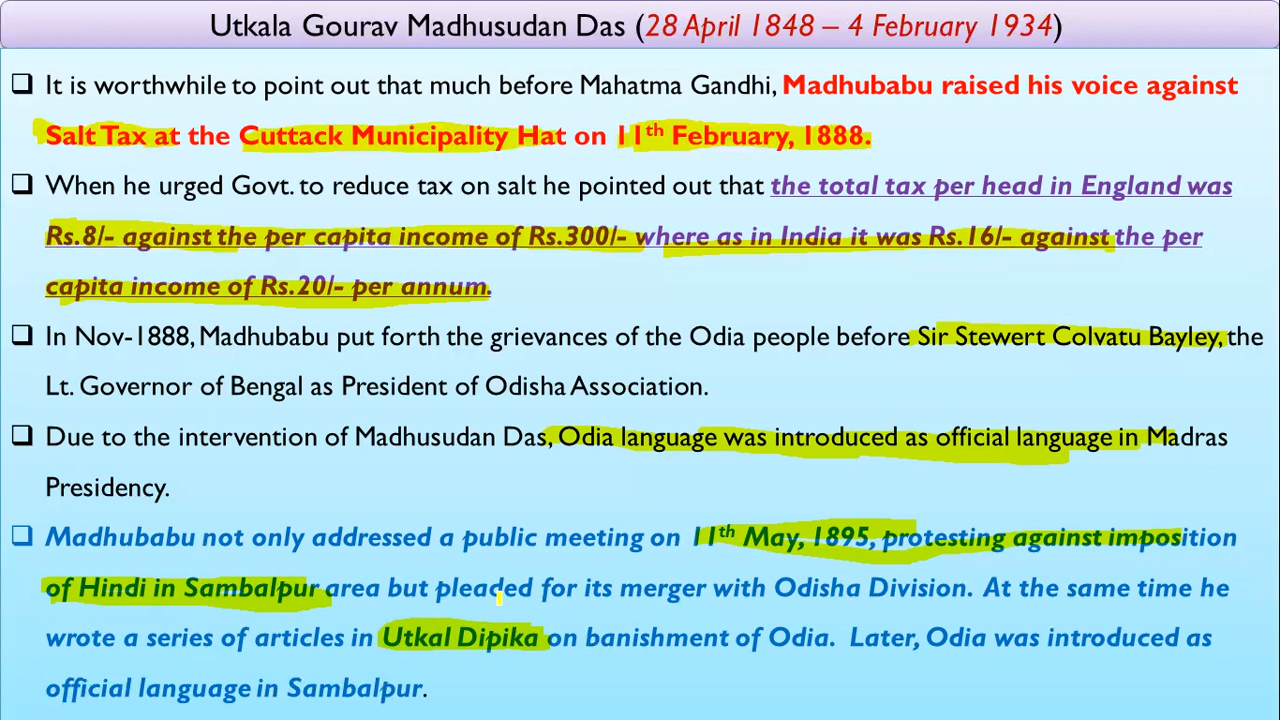 Utkala Gourav Madhusudan Das (28 April 1848 – 4 February 1934)
❑ It is worthwhile to point out that much before Mahatma Gandhi, Madhubabu raised his voice against
Salt Tax at the Cuttack Municipality Hat on 11th February, 1888.
❑ When he urged Govt. to reduce tax on salt he pointed out that the total tax per head in England was
Rs.8/- against the per capita income of Rs.300/- where as in India it was Rs.16/- against the per
capita income of Rs.20/- per annum.
❑ In Nov-1888, Madhubabu put forth the grievances of the Odia people before Sir Stewert Colvatu Bayley, the
Lt. Governor of Bengal as President of Odisha Association.
❑ Due to the intervention of Madhusudan Das, Odia language was introduced as official language in Madras
Presidency.
❑ Madhubabu not only addressed a public meeting on 11th May, 1895, protesting against imposition
of Hindi in Sambalpur area but pleaded for its merger with Odisha Division. At the same time he
wrote a series of articles in Utkal Dipika on banishment of Odia. Later, Odia was introduced as
official language in Sambalpur.